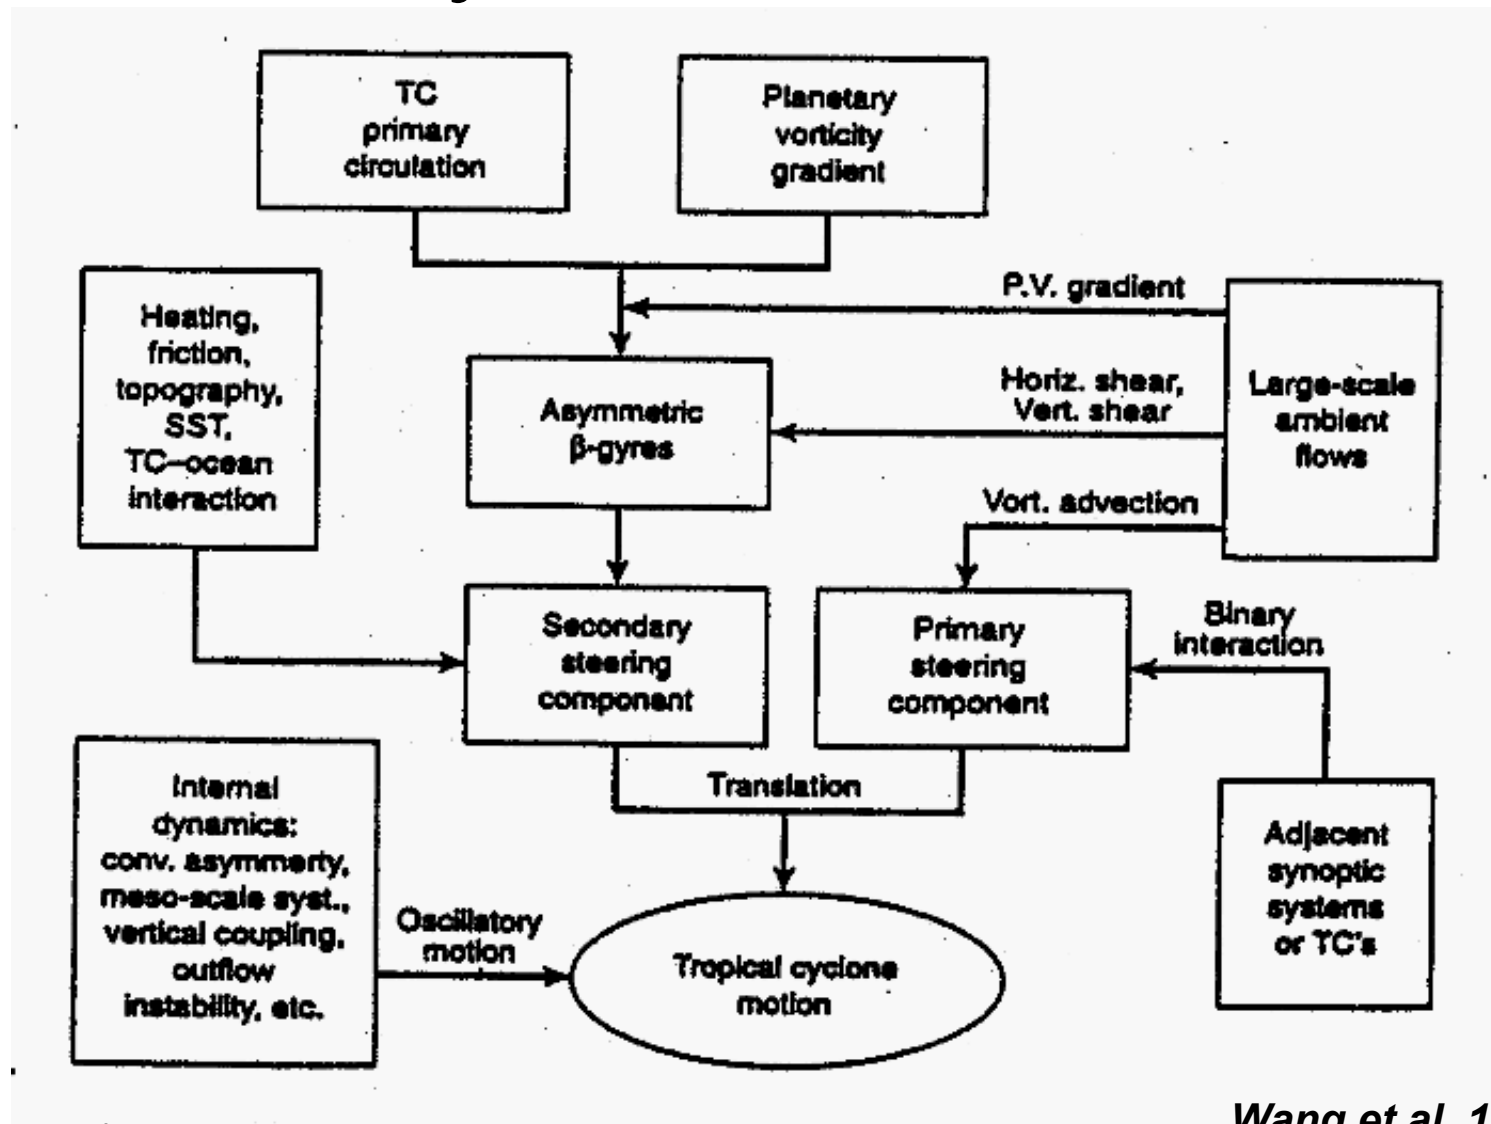 TC
primary
circulation
Planetary
vorticity
gradient
Heating,
friction,
topography,
SST,
TC–ocean
interaction
P.V. gradient
Horiz. shear,
Vert. shear
Large-scale
ambient
flows
Asymmetric
β-gyres
Vort. advection
Secondary
steering
component
Primary
steering
component
Binary
interaction
Translation
Internal
dynamics:
conv. asymmerty,
meso-scale syst.,
vertical coupling,
outflow
instability, etc.
Oscillatory
motion
Tropical cyclone
motion
Adjacent
synoptic
systems
or TC's
Wang et al. 1